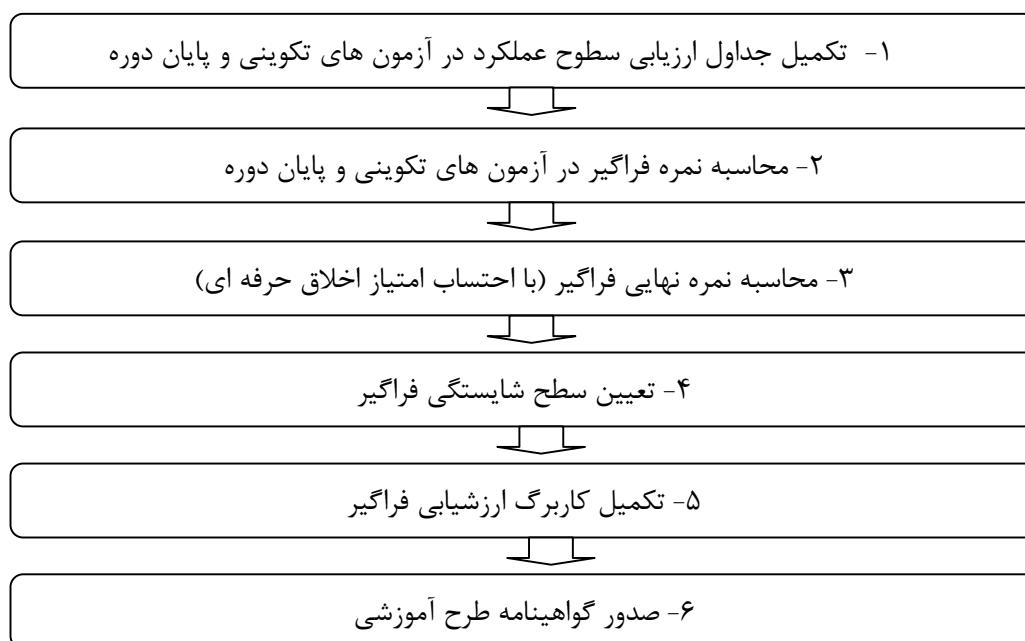 ۱- تکمیل جداول ارزیابی سطوح عملکرد در آزمون های تکوینی و پایان دوره
۲- محاسبه نمره فراگیر در آزمون های تکوینی و پایان دوره
۳- محاسبه نمره نهایی فراگیر (با احتساب امتیاز اخلاق حرفه ای)
۴- تعیین سطح شایستگی فراگیر
۵- تکمیل کاربرگ ارزشیابی فراگیر
۶- صدور گواهینامه طرح آموزشی